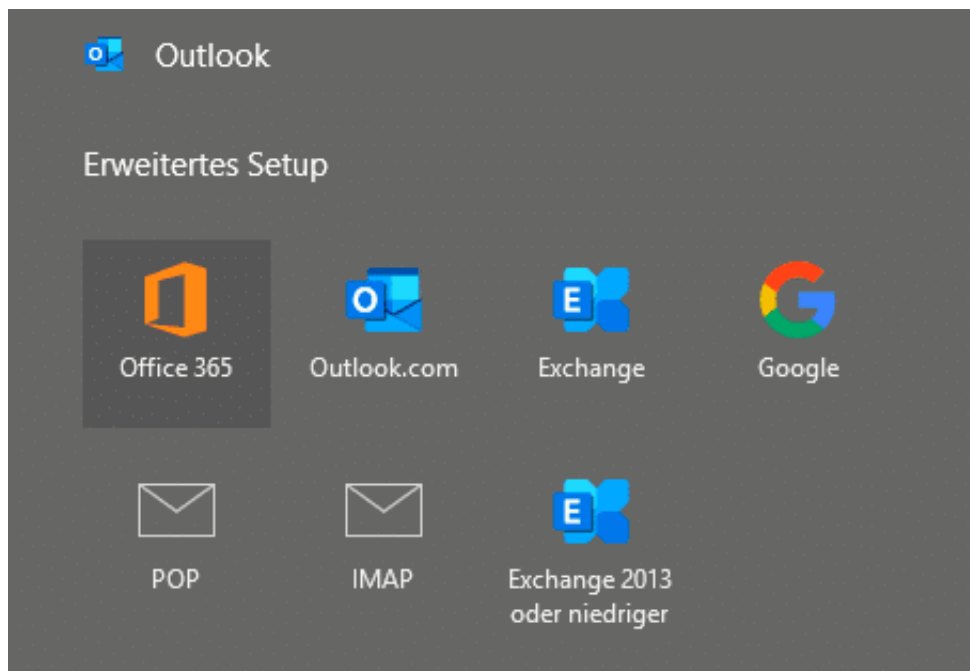 Outlook
Erweitertes Setup
Office 365
Outlook.com
Exchange
Google
POP
IMAP
Exchange 2013
oder niedriger